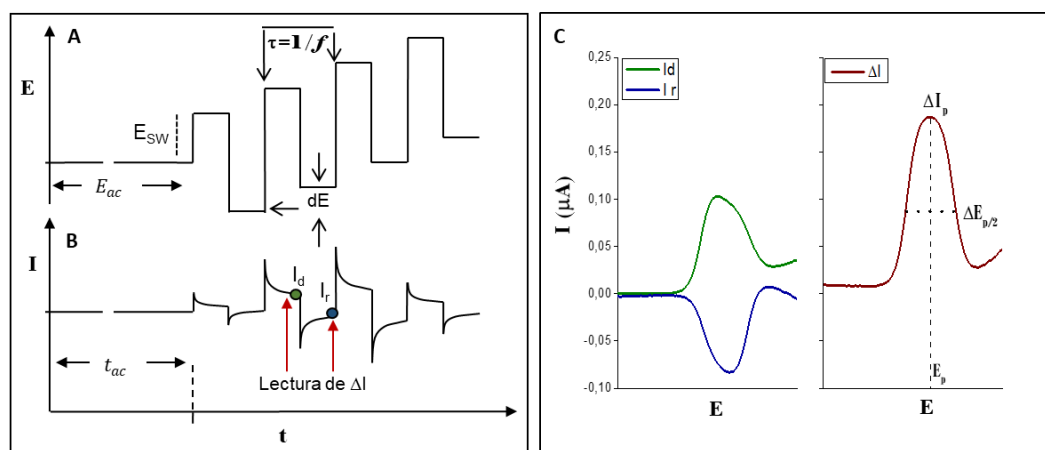 A
τ=1/f
E
E_SW
E_ac
dE
B
I
I_d
I_r
t_ac
Lectura de ΔI
t
C
0,25
0,20
0,15
0,10
0,05
0,00
-0,05
-0,10
I (μA)
Id
I r
E
ΔI
ΔI_p
ΔE_p/2
E_p
E